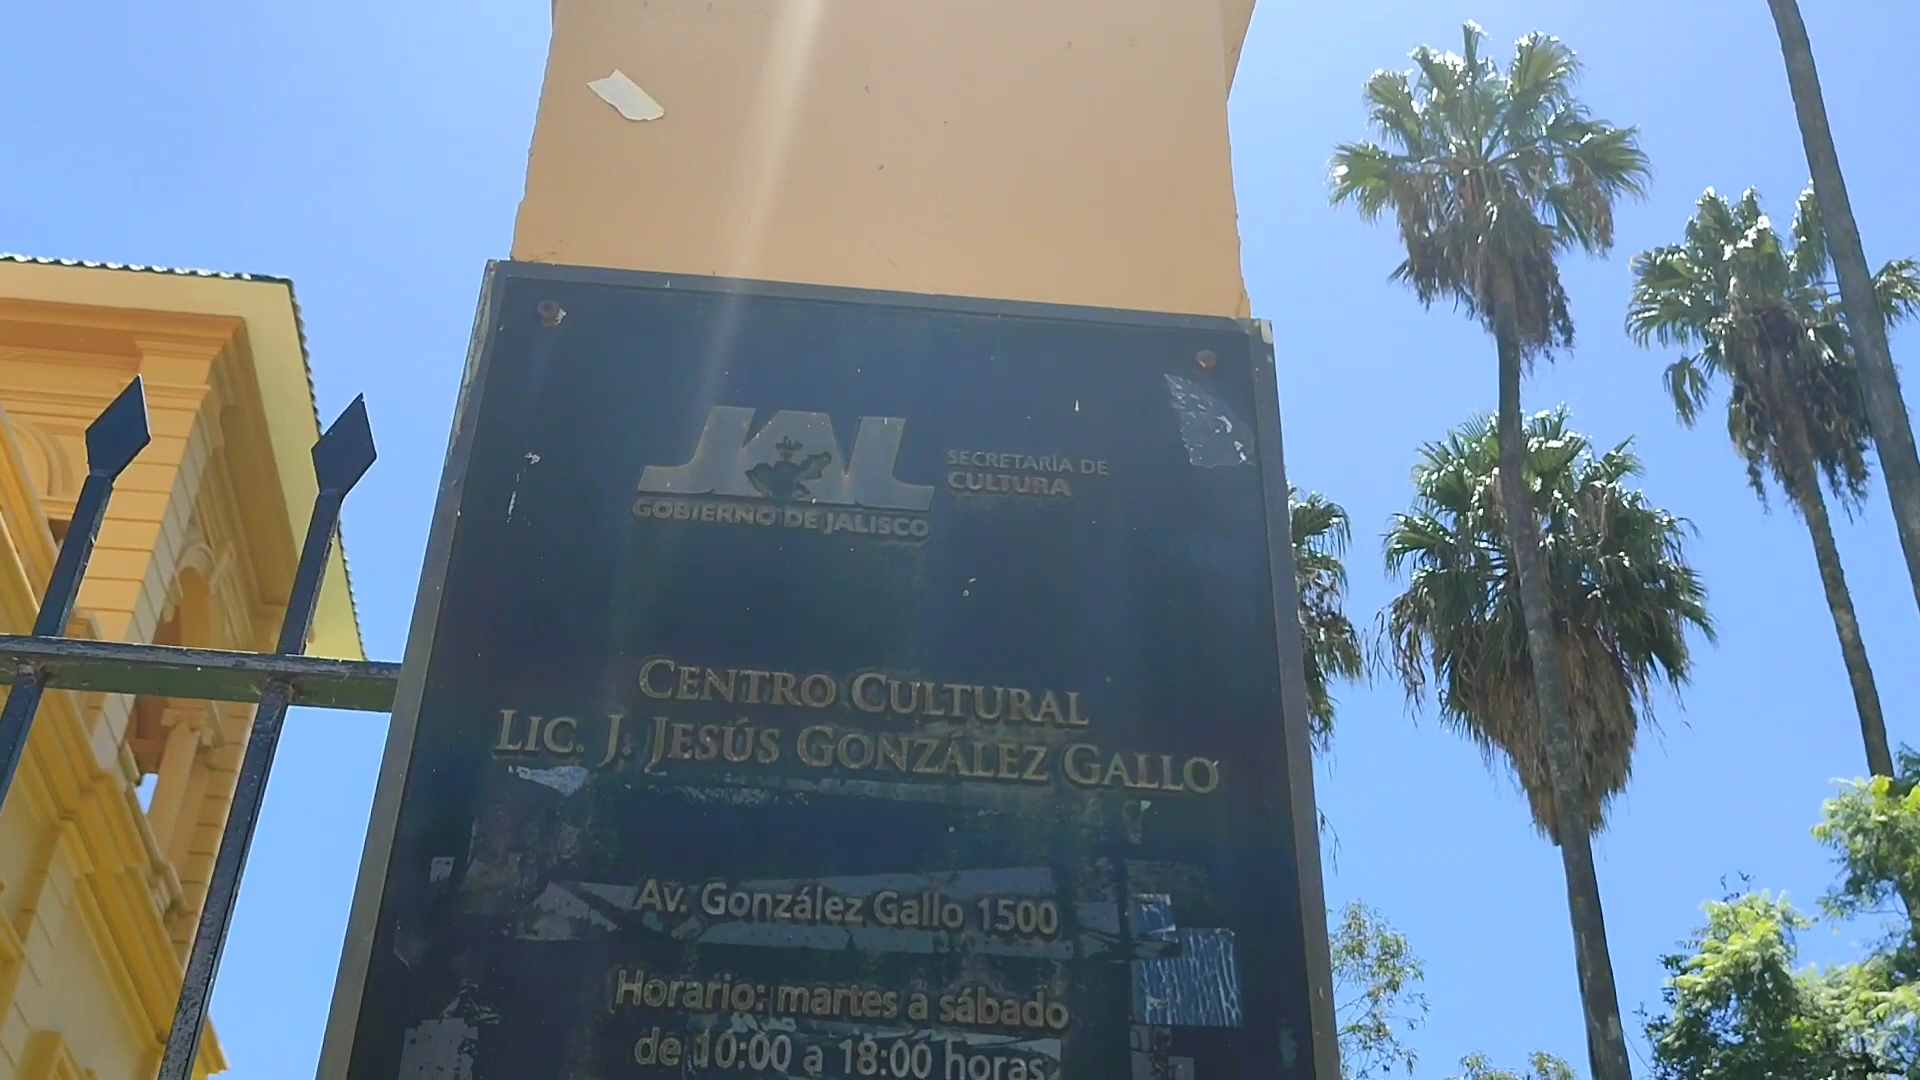 JAL
SECRETARÍA DE
CULTURA
GOBIERNO DE JALISCO
CENTRO CULTURAL
LIC. J. JESÚS GONZÁLEZ GALLO
Av. González Gallo 1500
Horario: martes a sábado
de 10:00 a 18:00 horas